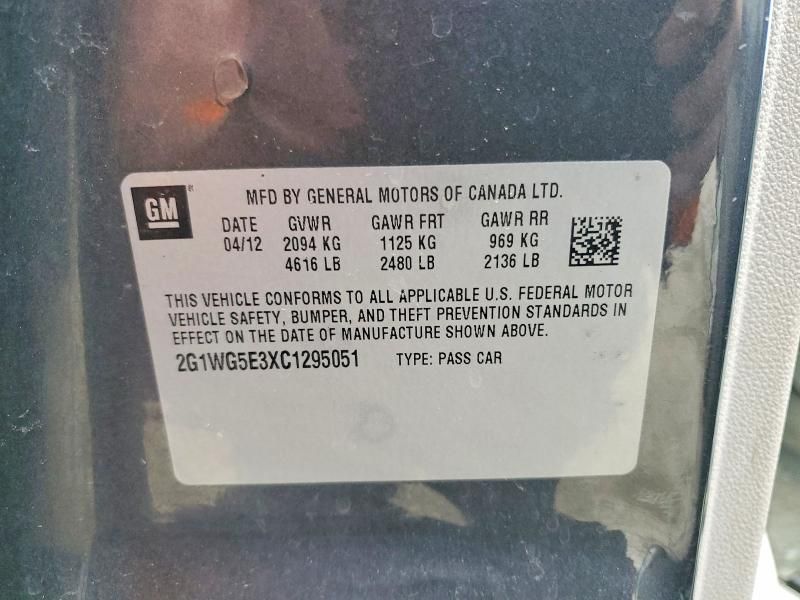 GM
MFD BY GENERAL MOTORS OF CANADA LTD.
DATE GVWR GAWR FRT GAWR RR
04/12 2094 KG 1125 KG 969 KG
4616 LB 2480 LB 2136 LB
THIS VEHICLE CONFORMS TO ALL APPLICABLE U.S. FEDERAL MOTOR
VEHICLE SAFETY, BUMPER, AND THEFT PREVENTION STANDARDS IN
EFFECT ON THE DATE OF MANUFACTURE SHOWN ABOVE.
2G1WG5E3XC1295051 TYPE: PASS CAR